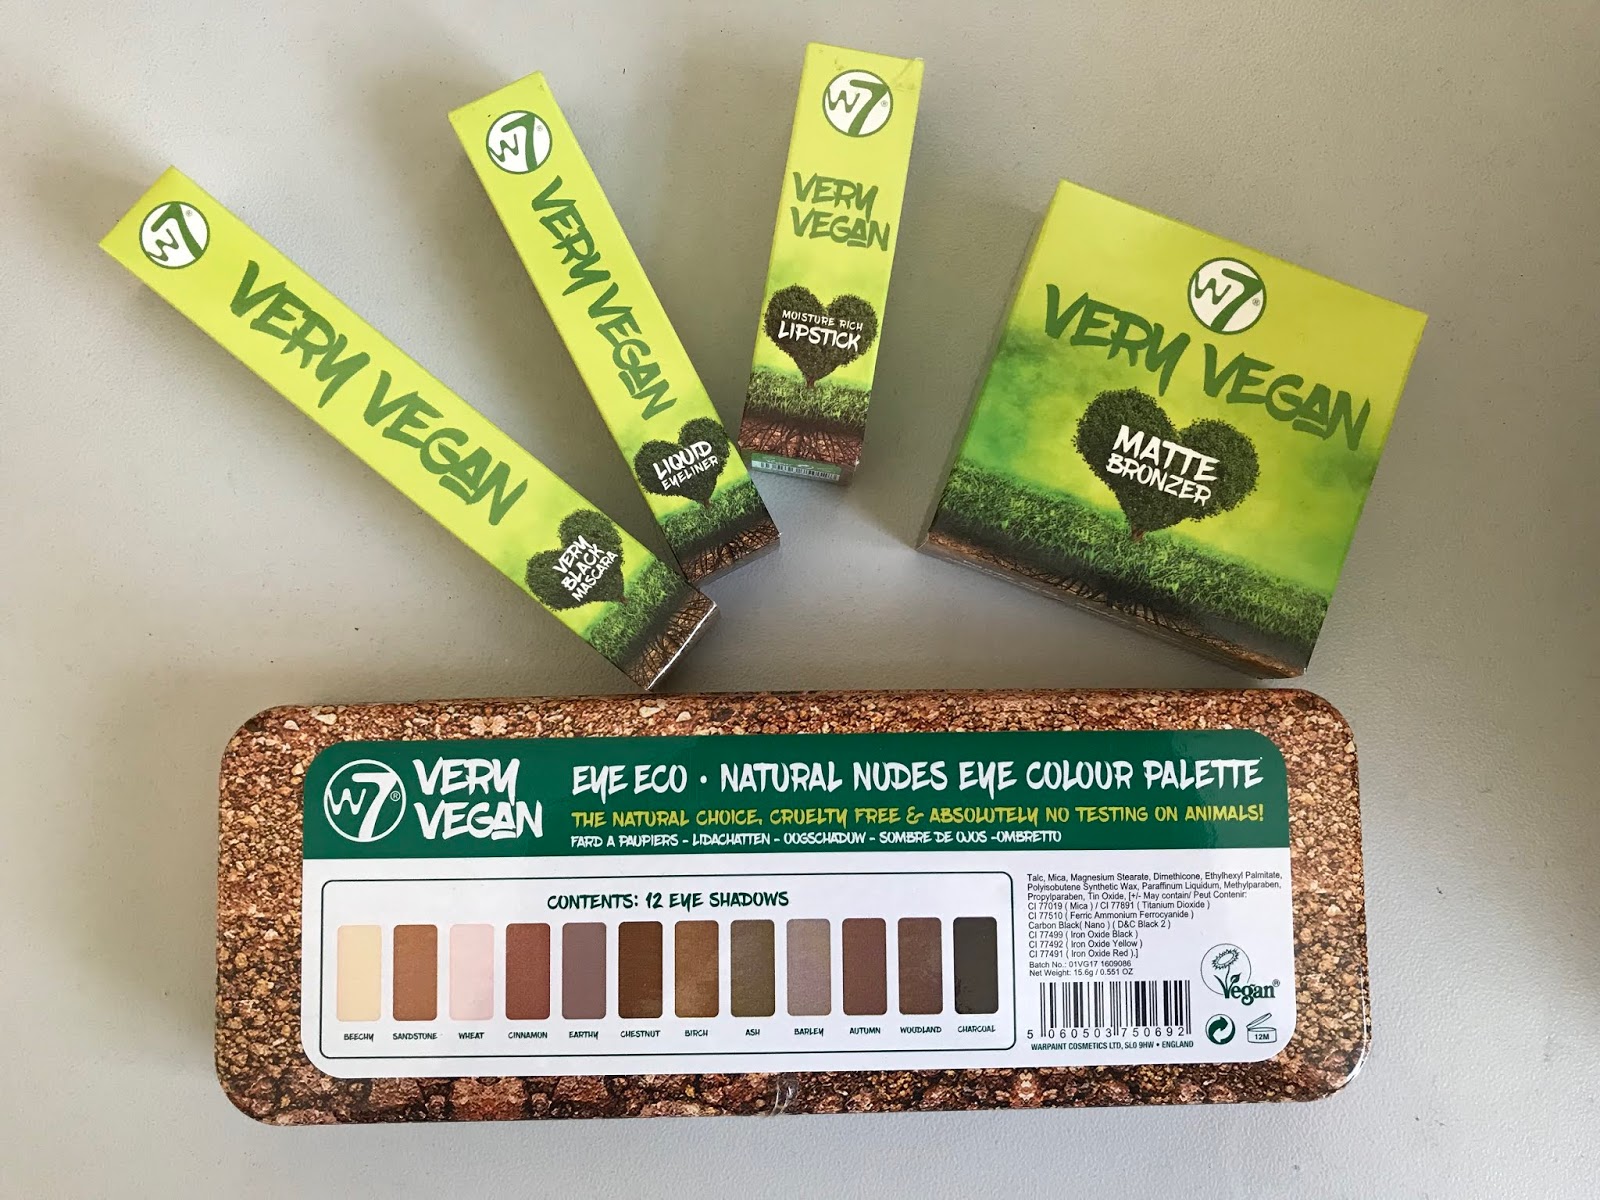 W7®
VERY VEGAN
VERY
BLACK
MASCARA
W7®
VERY VEGAN
LIQUID
EYELINER
W7®
VERY
VEGAN
MOISTURE RICH
LIPSTICK
W7®
VERY VEGAN
MATTE
BRONZER
W7®
VERY
VEGAN
EYE ECO • NATURAL NUDES EYE COLOUR PALETTE
THE NATURAL CHOICE, CRUELTY FREE & ABSOLUTELY NO TESTING ON ANIMALS!
FARD A PAUPIERS - LIDACHATTEN - OOGSCHADUW - SOMBRE DE OJOS -OMBRETTO
CONTENTS: 12 EYE SHADOWS
BEECHY SANDSTONE WHEAT CINNAMON EARTHY CHESTNUT BIRCH ASH BARLEY AUTUMN WOODLAND CHARCOAL
Talc, Mica, Magnesium Stearate, Dimethicone, Ethylhexyl Palmitate,
Polyisobutene Synthetic Wax, Paraffinum Liquidum, Methylparaben,
Propylparaben, Tin Oxide, [+/- May contain/ Peut Contenir:
CI 77019 ( Mica ) / CI 77891 ( Titanium Dioxide )
CI 77510 ( Ferric Ammonium Ferrocyanide )
Carbon Black( Nano ) ( D&C Black 2 )
CI 77499 ( Iron Oxide Black )
CI 77492 ( Iron Oxide Yellow )
CI 77491 ( Iron Oxide Red ).]
Batch No.: 01VG17 1609086
Net Weight: 15.6g / 0.551 OZ
5 060503 750692
WARPAINT COSMETICS LTD, SL0 9HW • ENGLAND
Vegan®
12M